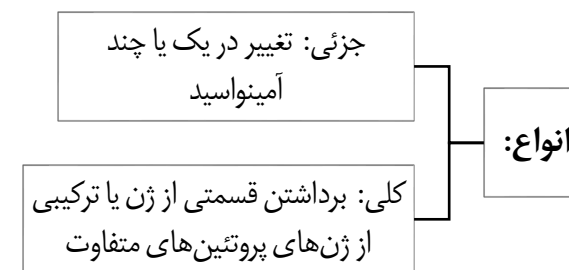 انواع:
جزئی: تغییر در یک یا چند
آمینواسید
کلی: برداشتن قسمتی از ژن یا ترکیبی
از ژن‌های پروتئین‌های متفاوت